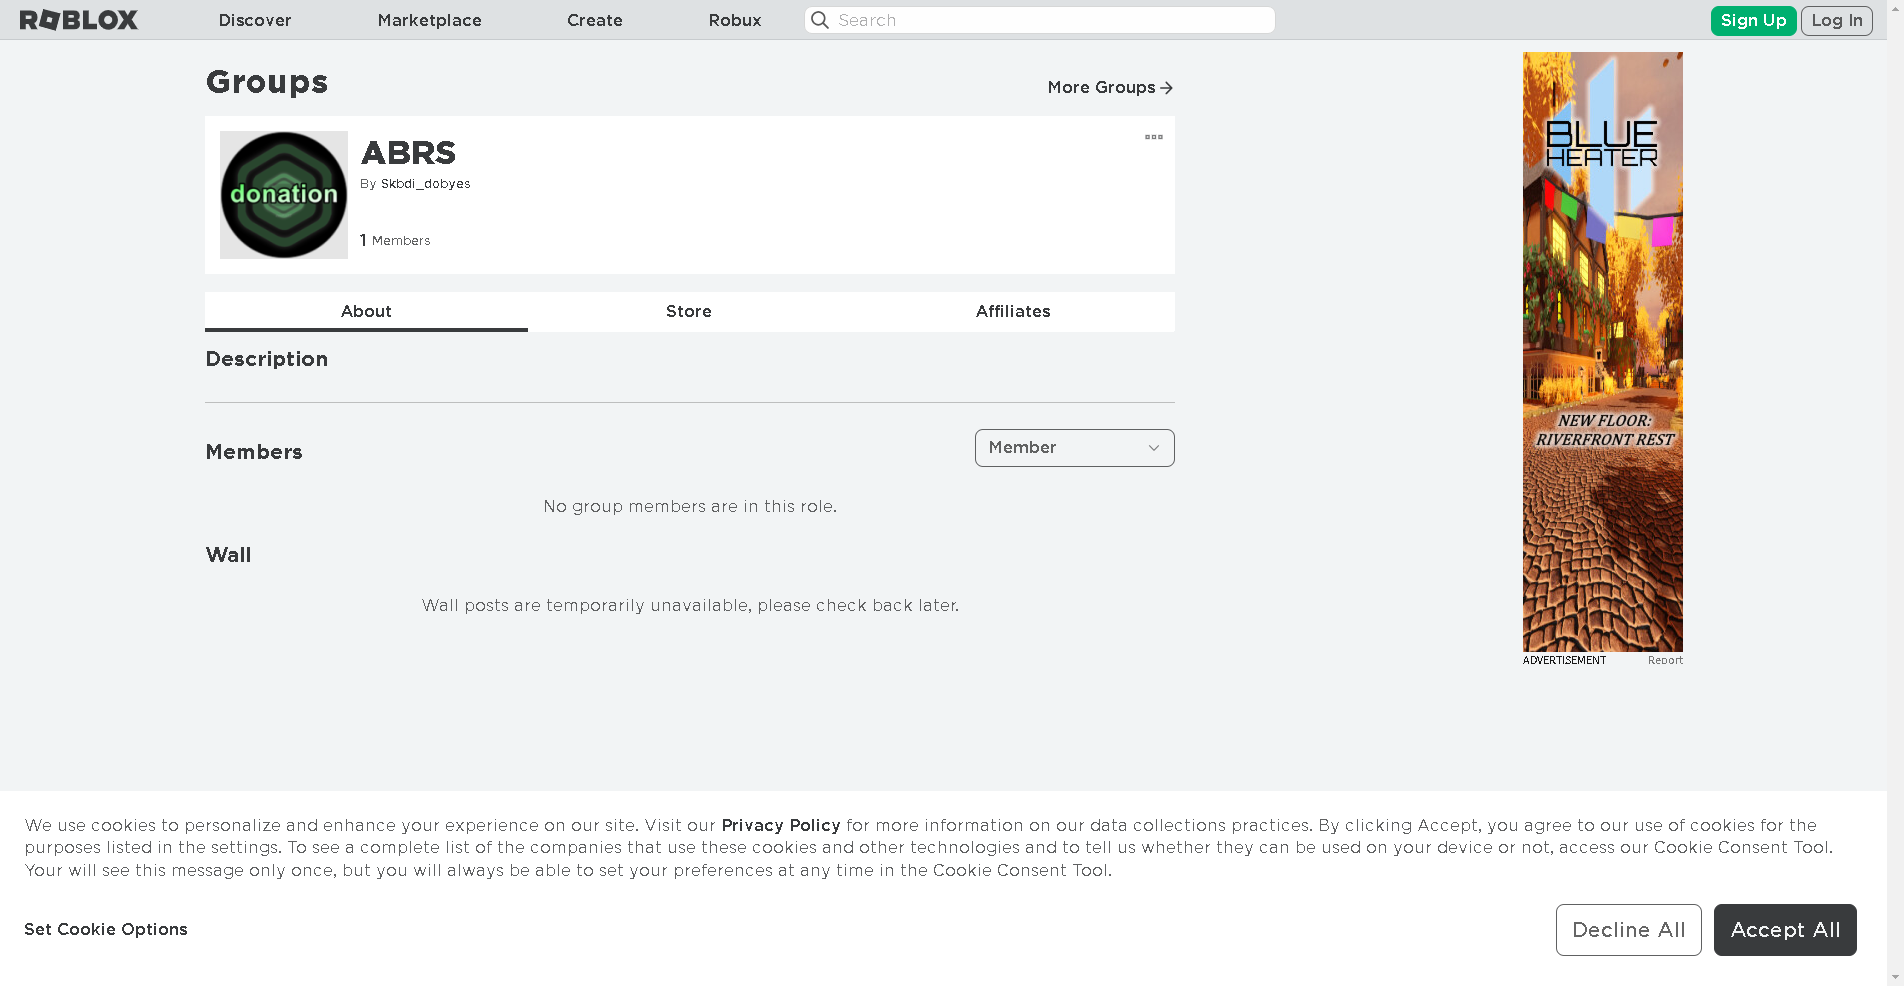 ROBLOX
Discover
Marketplace
Create
Robux
Search
Sign Up
Log In
Groups
More Groups
donation
ABRS
By Skbdi_dobyes
1 Members
About
Store
Affiliates
Description
Members
Member
No group members are in this role.
Wall
Wall posts are temporarily unavailable, please check back later.
BLUE
HEATER
NEW FLOOR:
RIVERFRONT REST
ADVERTISEMENT
Report
We use cookies to personalize and enhance your experience on our site. Visit our Privacy Policy for more information on our data collections practices. By clicking Accept, you agree to our use of cookies for the
purposes listed in the settings. To see a complete list of the companies that use these cookies and other technologies and to tell us whether they can be used on your device or not, access our Cookie Consent Tool.
Your will see this message only once, but you will always be able to set your preferences at any time in the Cookie Consent Tool.
Set Cookie Options
Decline All
Accept All